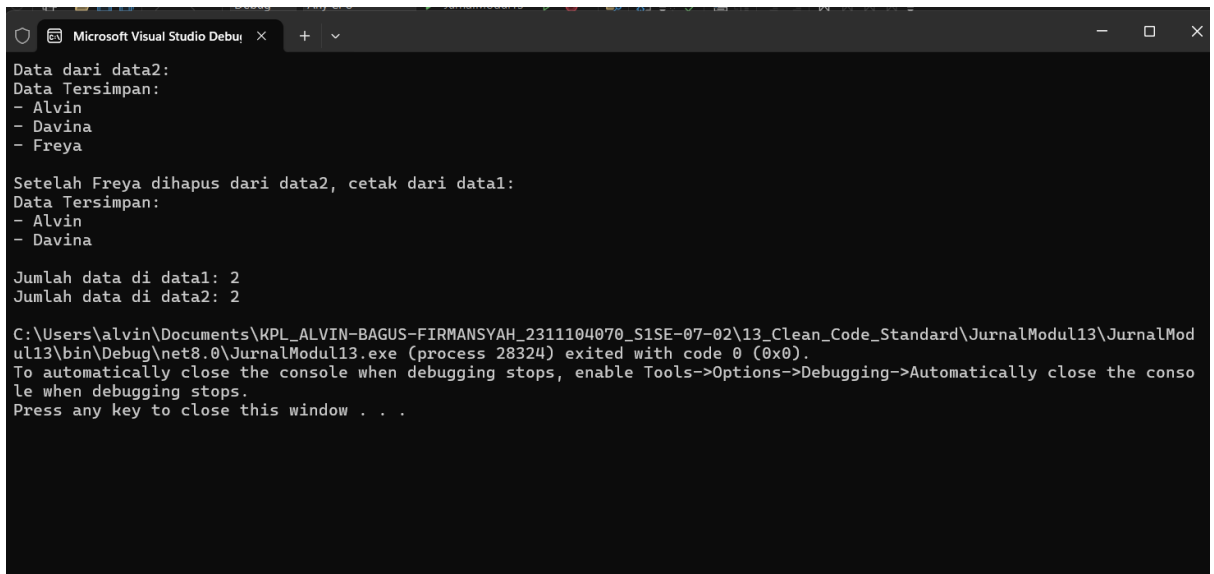 Microsoft Visual Studio Debug
Data dari data2:
Data Tersimpan:
- Alvin
- Davina
- Freya
Setelah Freya dihapus dari data2, cetak dari data1:
Data Tersimpan:
- Alvin
- Davina
Jumlah data di data1: 2
Jumlah data di data2: 2
C:\Users\alvin\Documents\KPL_ALVIN-BAGUS-FIRMANSYAH_2311104070_S1SE-07-02\13_Clean_Code_Standard\JurnalModul13\JurnalMod
ul13\bin\Debug\net8.0\JurnalModul13.exe (process 28324) exited with code 0 (0x0).
To automatically close the console when debugging stops, enable Tools->Options->Debugging->Automatically close the conso
le when debugging stops.
Press any key to close this window . . .